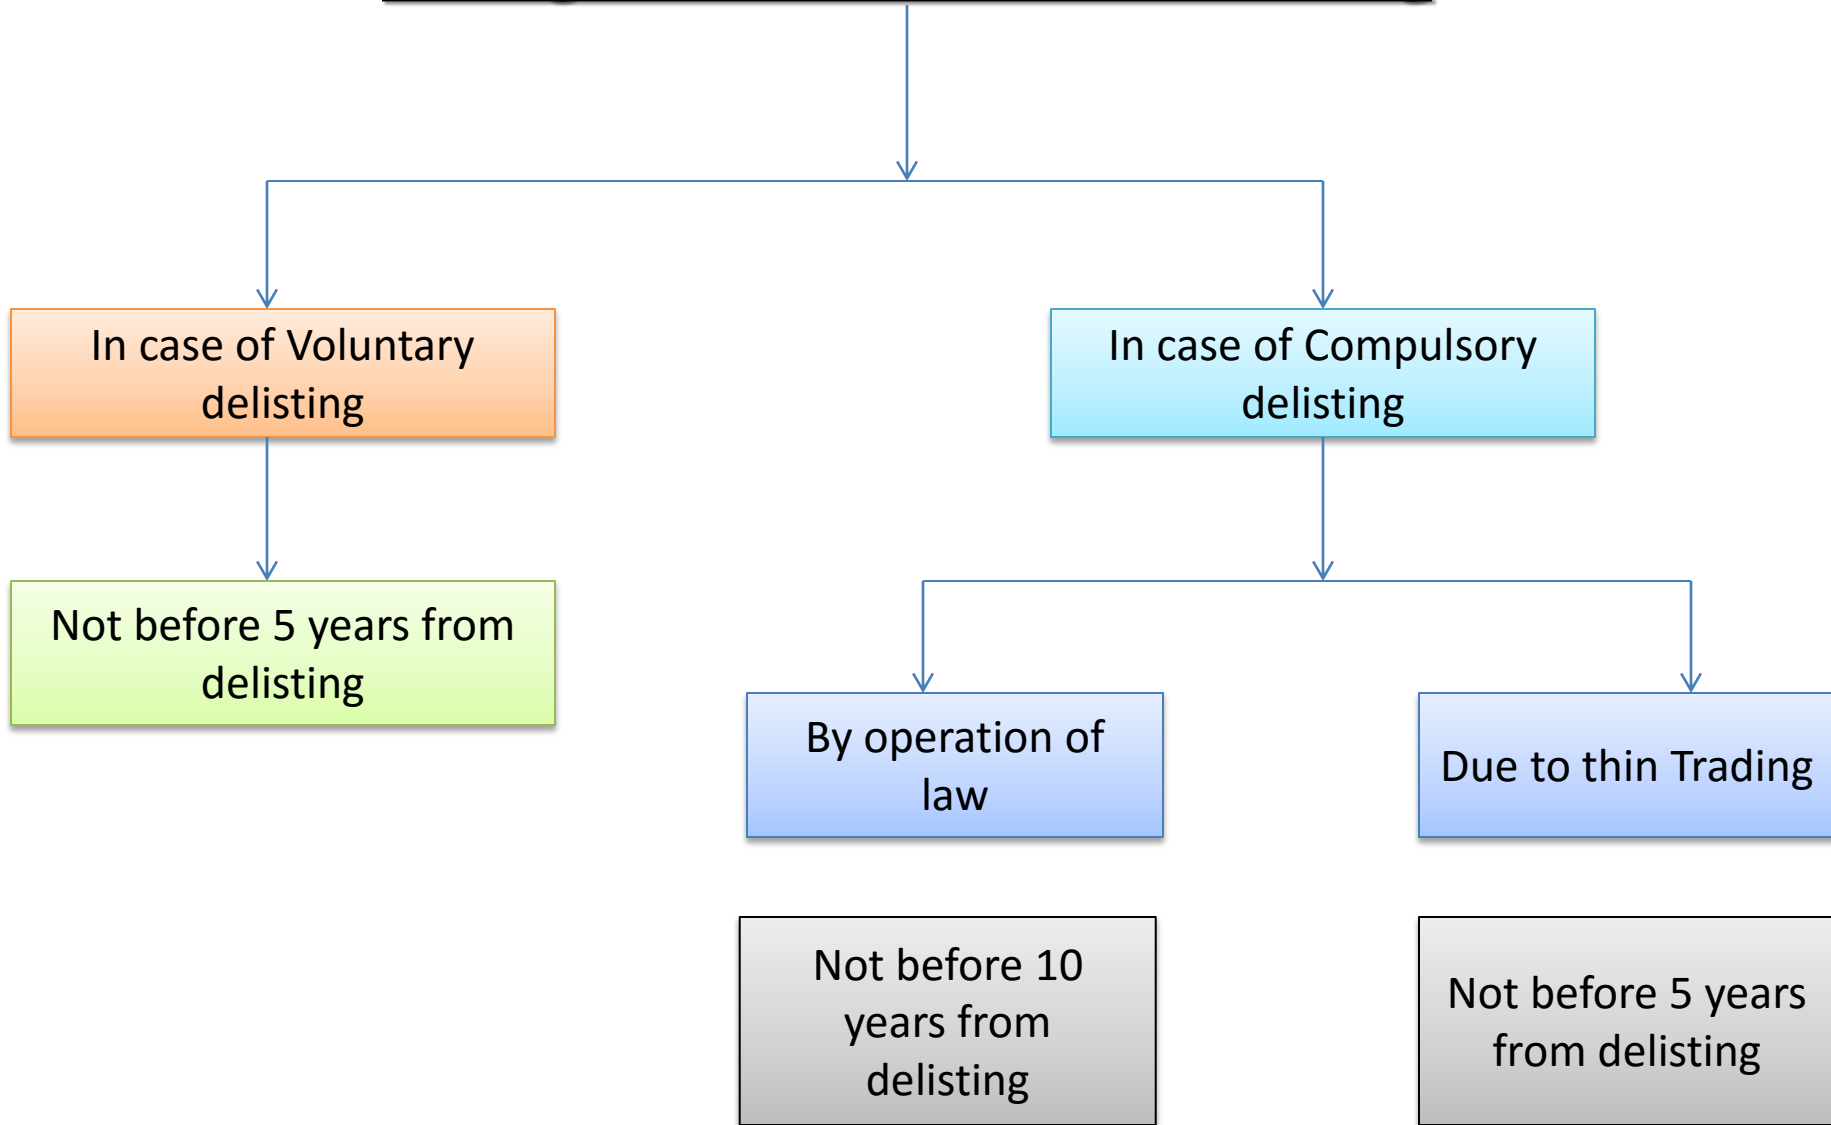 In case of Voluntary
delisting
In case of Compulsory
delisting
Not before 5 years from
delisting
By operation of
law
Due to thin Trading
Not before 10
years from
delisting
Not before 5 years
from delisting